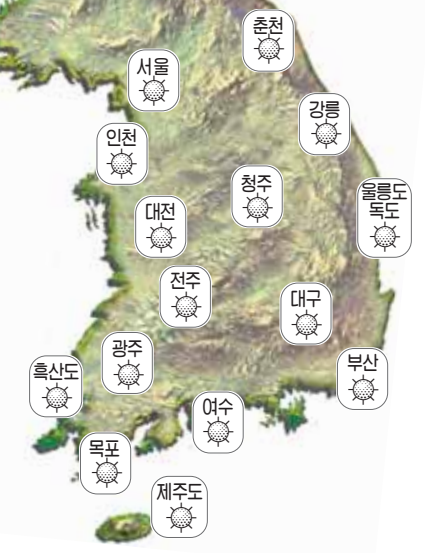 춘천
서울
강릉
인천
청주
울릉도
독도
대전
전주
대구
광주
부산
흑산도
여수
목포
제주도